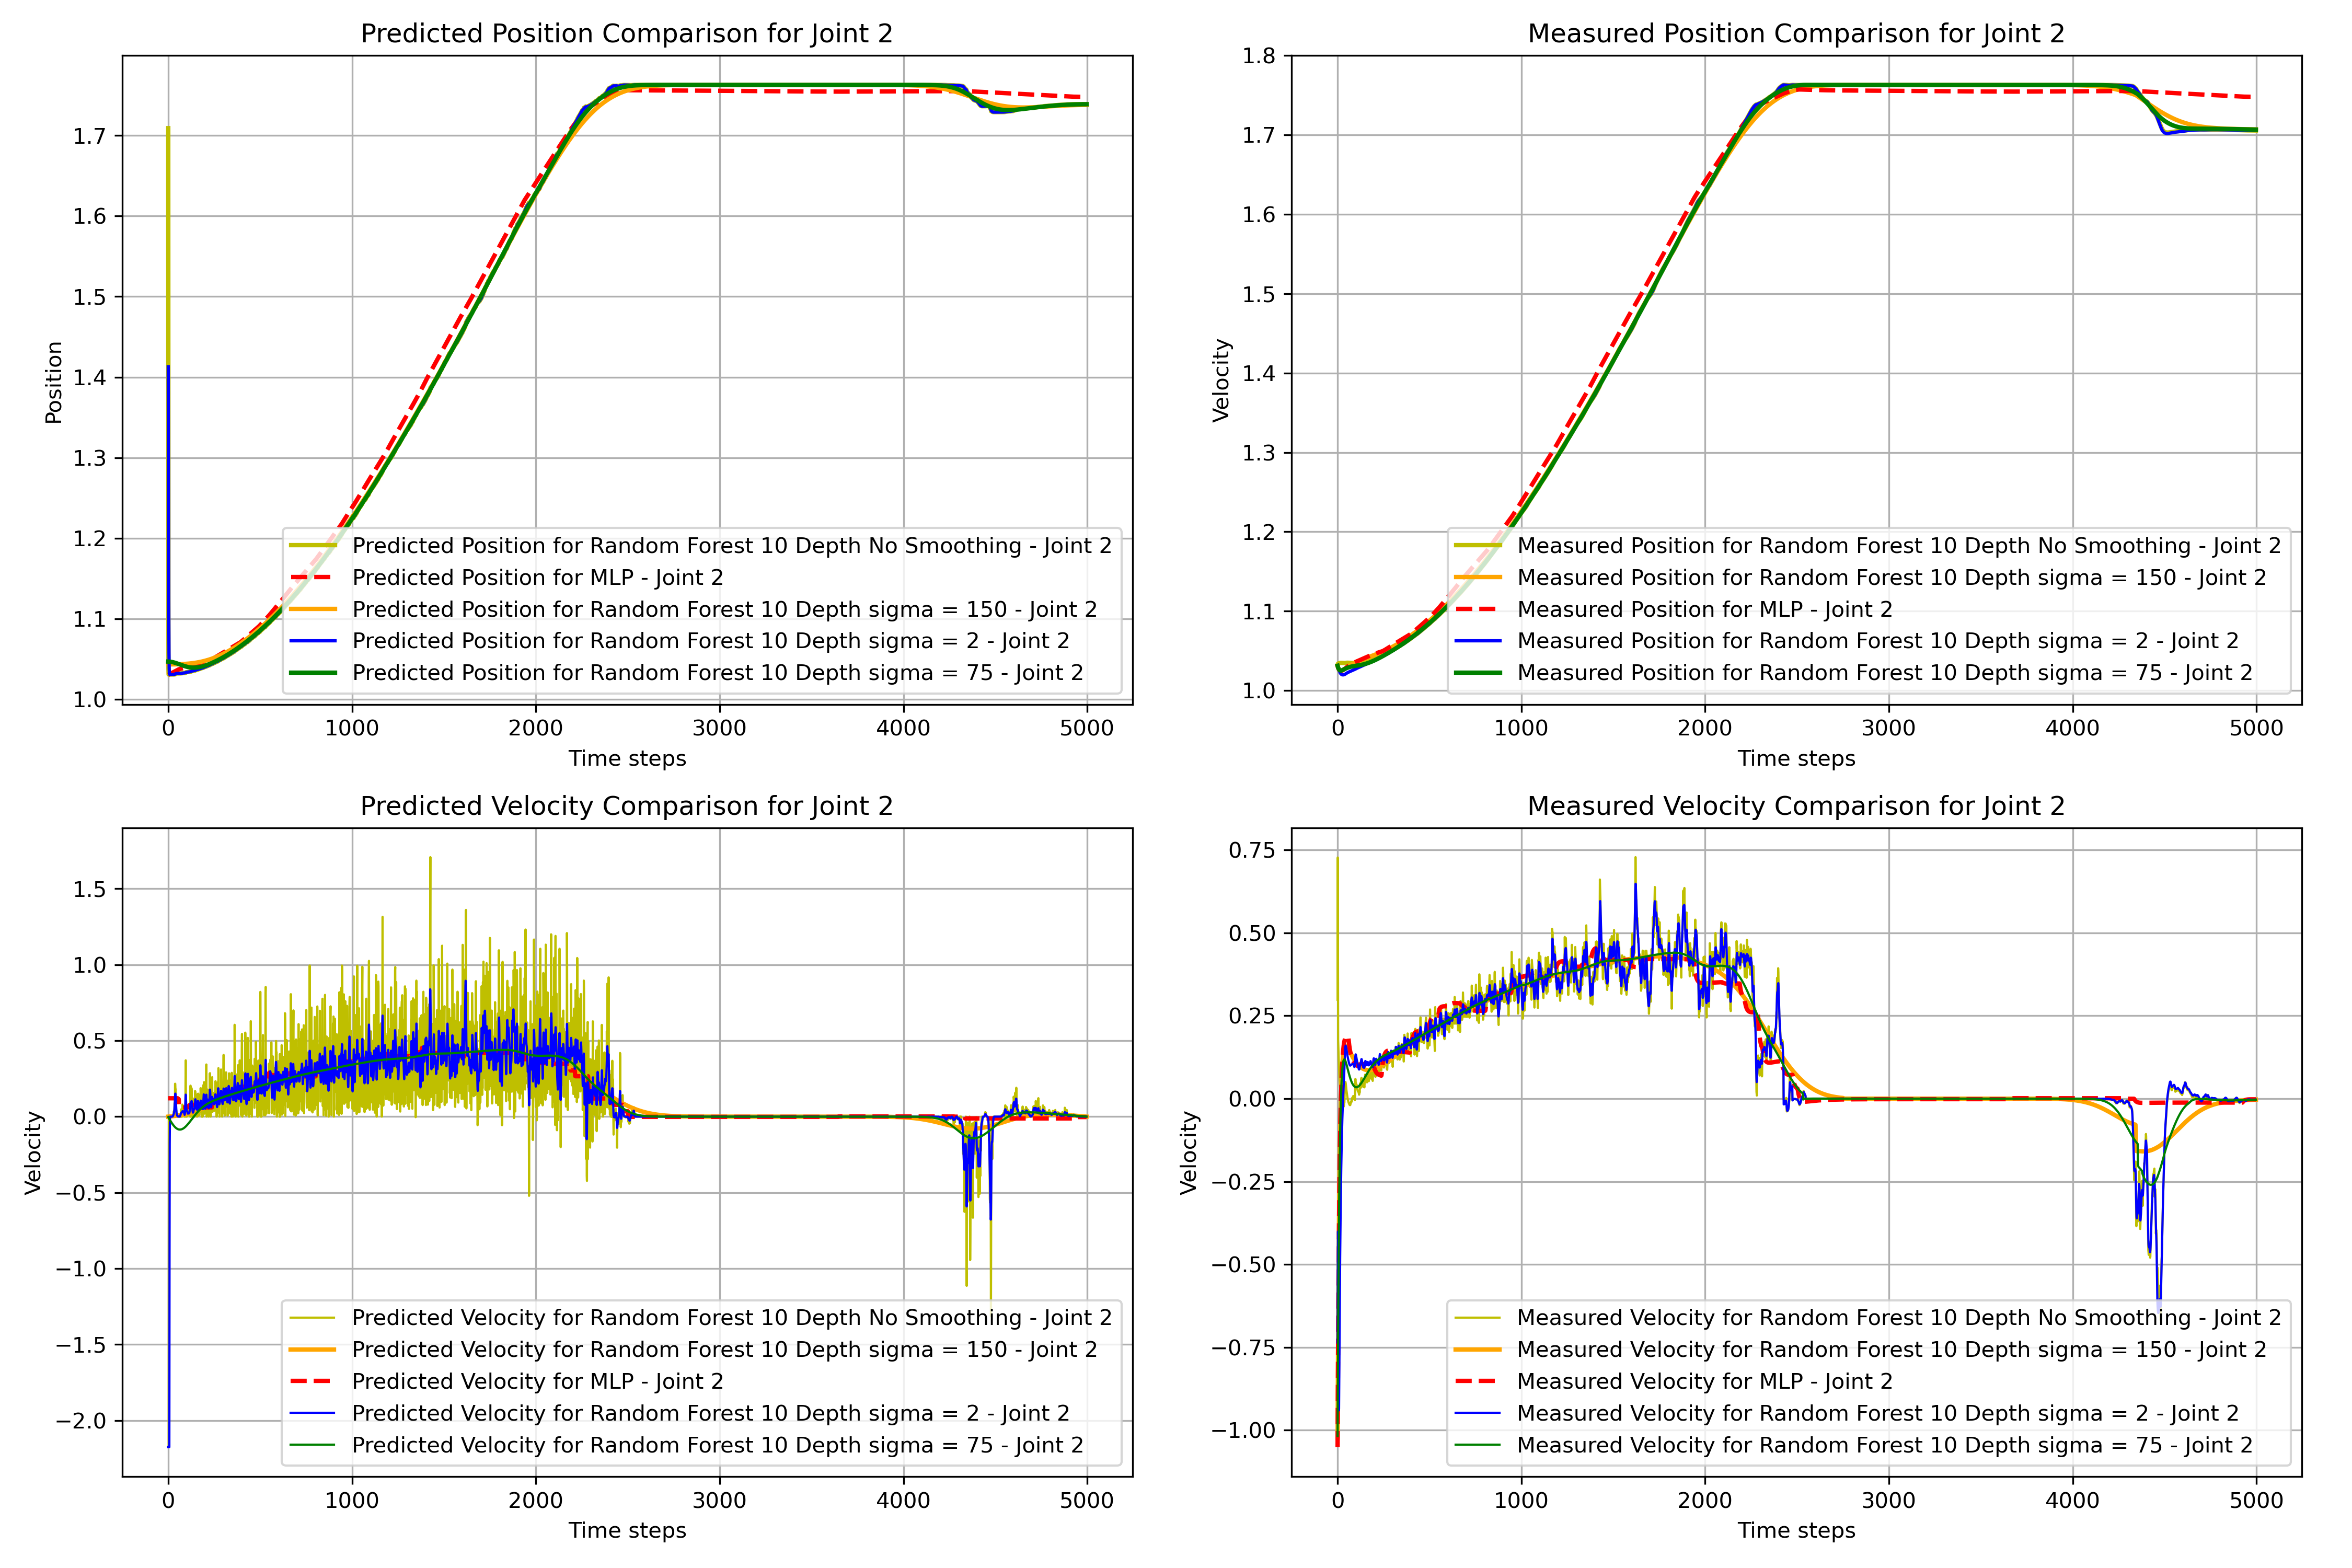 Predicted Position Comparison for Joint 2
Position
1.7
1.6
1.5
1.4
1.3
1.2
1.1
1.0
Predicted Position for Random Forest 10 Depth No Smoothing - Joint 2
Predicted Position for MLP - Joint 2
Predicted Position for Random Forest 10 Depth sigma = 150 - Joint 2
Predicted Position for Random Forest 10 Depth sigma = 2 - Joint 2
Predicted Position for Random Forest 10 Depth sigma = 75 - Joint 2
0 1000 2000 3000 4000 5000
Time steps
Measured Position Comparison for Joint 2
Velocity
1.8
1.7
1.6
1.5
1.4
1.3
1.2
1.1
1.0
Measured Position for Random Forest 10 Depth No Smoothing - Joint 2
Measured Position for Random Forest 10 Depth sigma = 150 - Joint 2
Measured Position for MLP - Joint 2
Measured Position for Random Forest 10 Depth sigma = 2 - Joint 2
Measured Position for Random Forest 10 Depth sigma = 75 - Joint 2
0 1000 2000 3000 4000 5000
Time steps
Predicted Velocity Comparison for Joint 2
Velocity
1.5
1.0
0.5
0.0
−0.5
−1.0
−1.5
−2.0
Predicted Velocity for Random Forest 10 Depth No Smoothing - Joint 2
Predicted Velocity for Random Forest 10 Depth sigma = 150 - Joint 2
Predicted Velocity for MLP - Joint 2
Predicted Velocity for Random Forest 10 Depth sigma = 2 - Joint 2
Predicted Velocity for Random Forest 10 Depth sigma = 75 - Joint 2
0 1000 2000 3000 4000 5000
Time steps
Measured Velocity Comparison for Joint 2
Velocity
0.75
0.50
0.25
0.00
−0.25
−0.50
−0.75
−1.00
Measured Velocity for Random Forest 10 Depth No Smoothing - Joint 2
Measured Velocity for Random Forest 10 Depth sigma = 150 - Joint 2
Measured Velocity for MLP - Joint 2
Measured Velocity for Random Forest 10 Depth sigma = 2 - Joint 2
Measured Velocity for Random Forest 10 Depth sigma = 75 - Joint 2
0 1000 2000 3000 4000 5000
Time steps